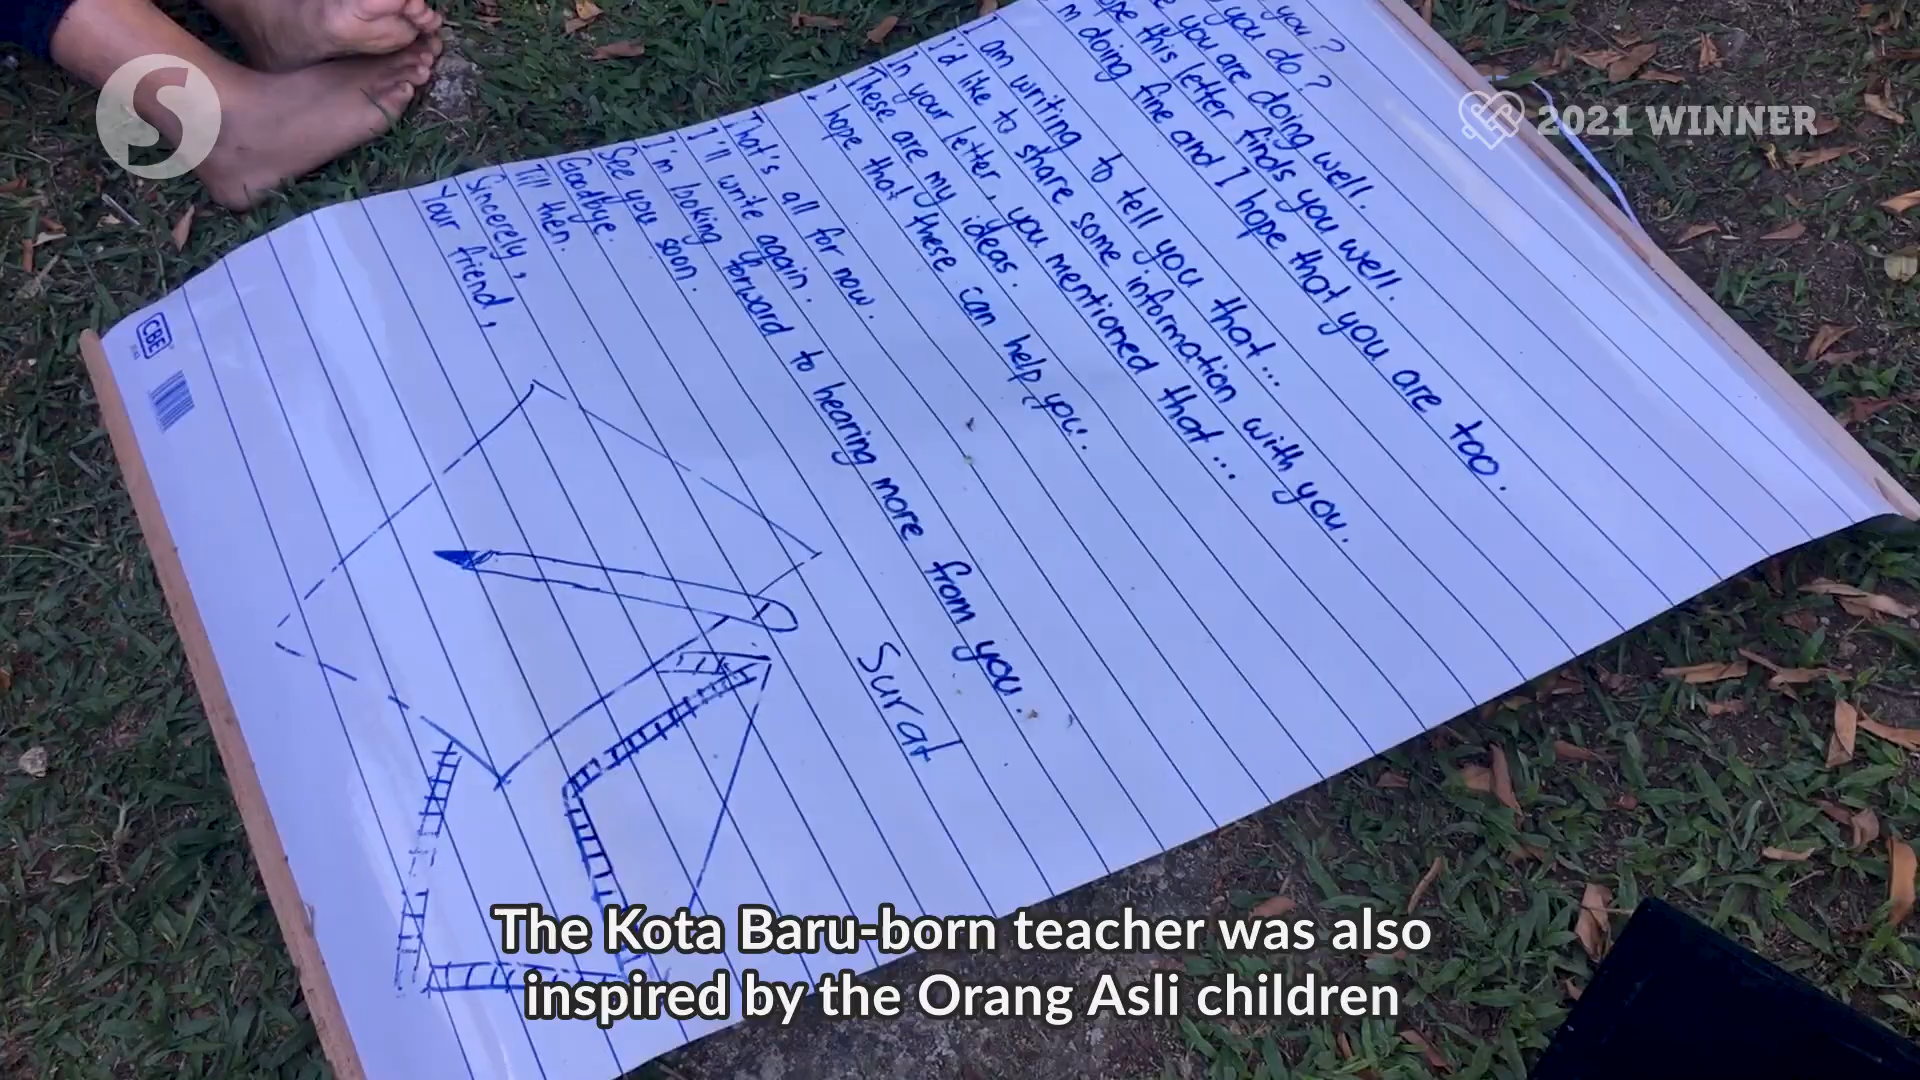 S
2021 WINNER
you?
you do?
you are doing well.
this letter finds you well.
m doing fine and I hope that you are too.
I am writing to tell you that...
I'd like to share some information with you.
In your letter, you mentioned that...
These are my ideas.
I hope that these can help you.
That's all for now.
I'll write again.
I'm looking forward to hearing more from you.
See you soon.
Goodbye.
Till then.
Sincerely,
Your friend,
Surat
CBE
The Kota Baru-born teacher was also
inspired by the Orang Asli children